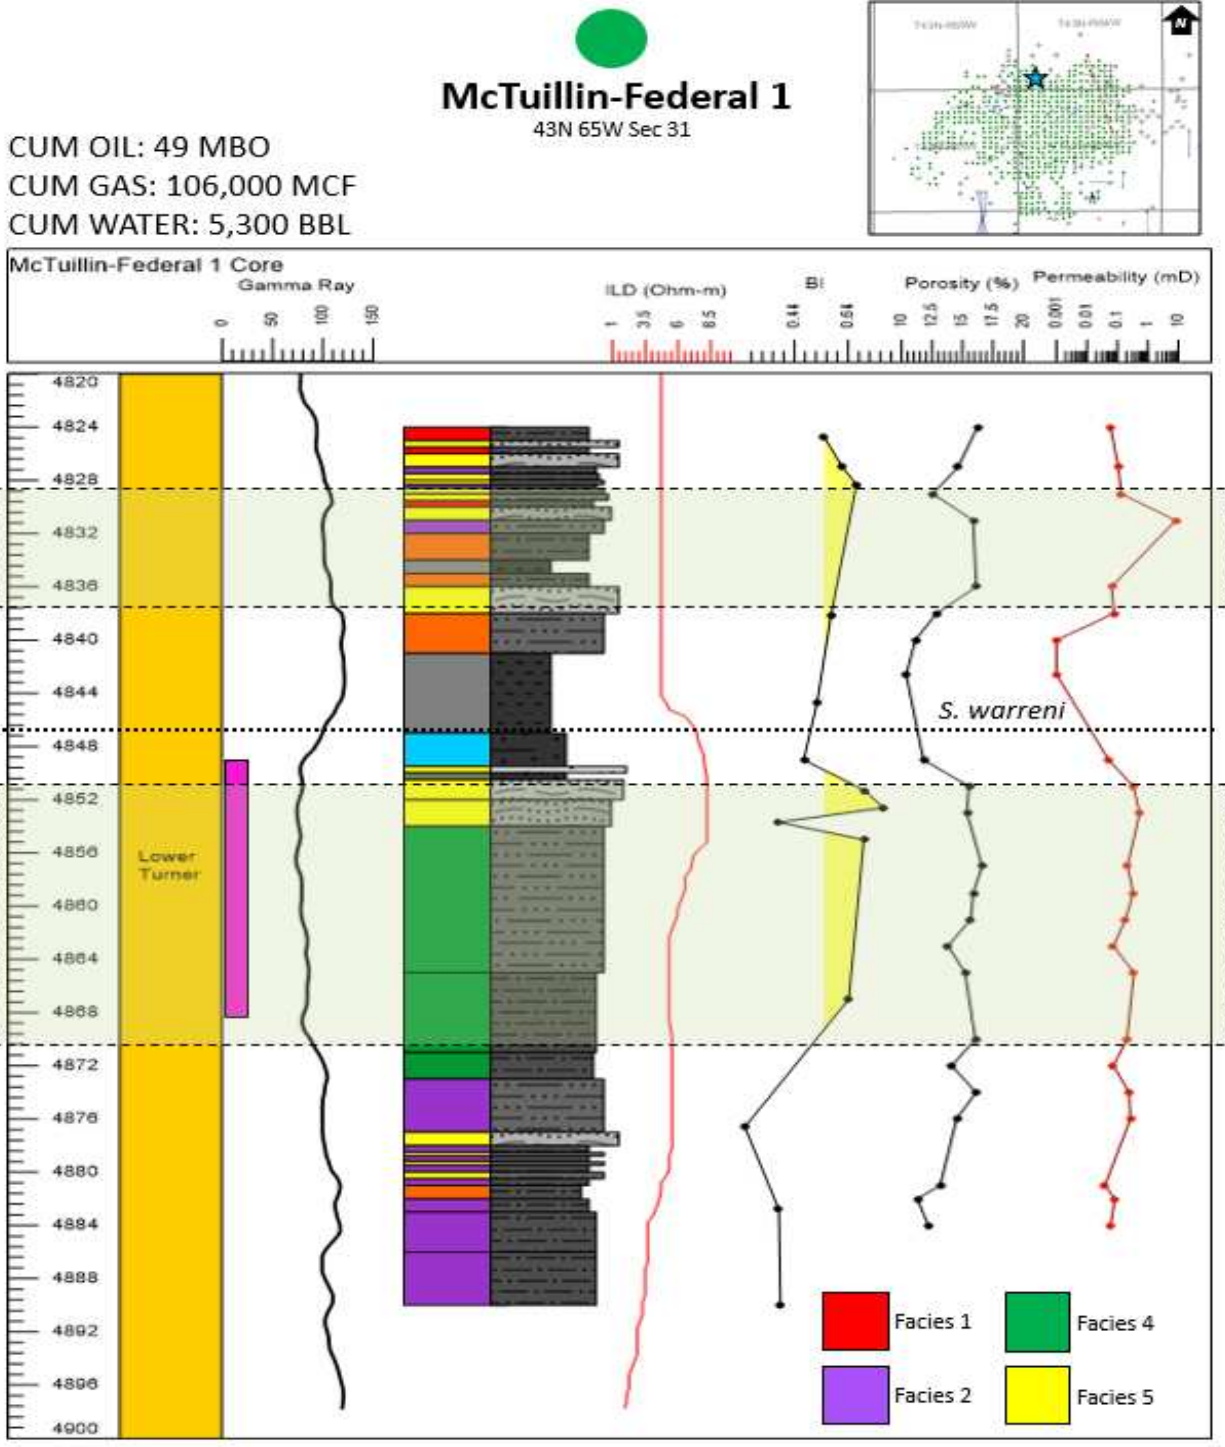 McTuillin-Federal 1
43N 65W Sec 31
N
CUM OIL: 49 MBO
CUM GAS: 106,000 MCF
CUM WATER: 5,300 BBL
McTuillin-Federal 1 Core
Gamma Ray
0 50 100 150
ILD (Ohm-m)
1 3.5 6 8.5
BI
0.44 0.64
Porosity (%)
10 12.5 15 17.5 20
Permeability (mD)
0.001 0.01 0.1 1 10
4820
4824
4828
4832
4836
4840
4844
S. warreni
4848
4852
4856
Lower
Turner
4860
4864
4868
4872
4876
4880
4884
4888
4892
4896
4900
Facies 1
Facies 4
Facies 2
Facies 5